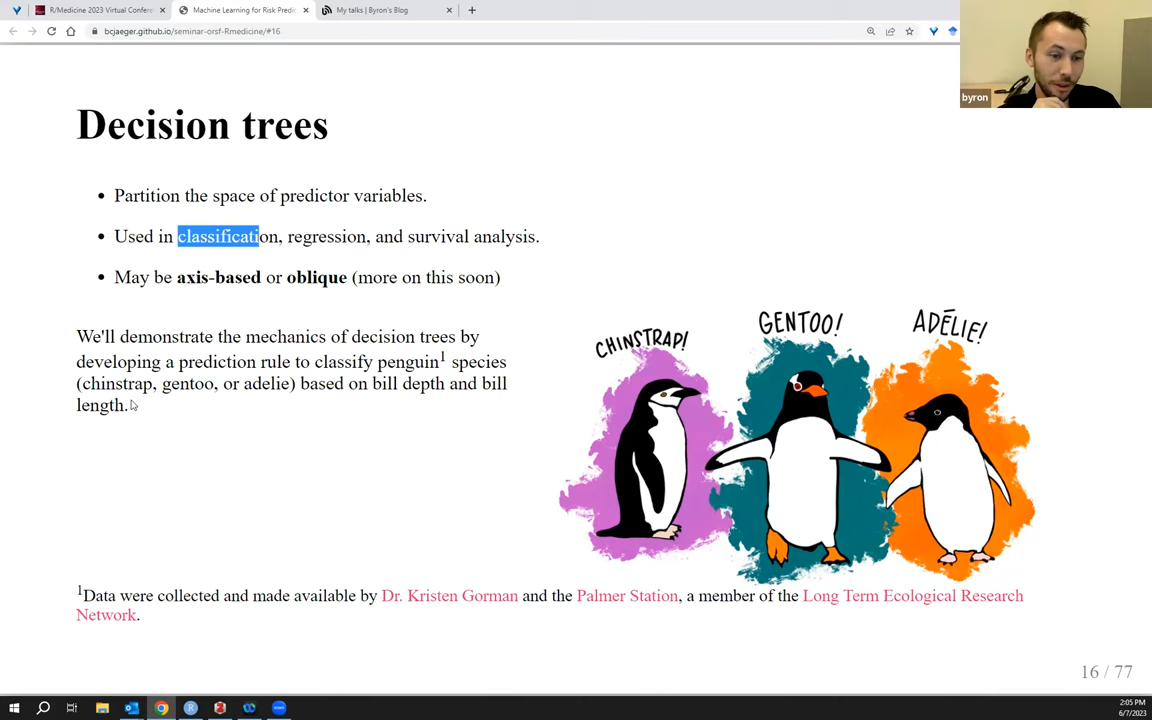 R/Medicine 2023 Virtual Confere
Machine Learning for Risk Predic
My talks | Byron's Blog
bcjaeger.github.io/seminar-orsf-Rmedicine/#16
byron
Decision trees
Partition the space of predictor variables.
Used in classification, regression, and survival analysis.
May be axis-based or oblique (more on this soon)
We'll demonstrate the mechanics of decision trees by
developing a prediction rule to classify penguin1 species
(chinstrap, gentoo, or adelie) based on bill depth and bill
length.
CHINSTRAP!
GENTOO!
ADÉLIE!
1Data were collected and made available by Dr. Kristen Gorman and the Palmer Station, a member of the Long Term Ecological Research
Network.
16 / 77
2:05 PM
6/7/2023